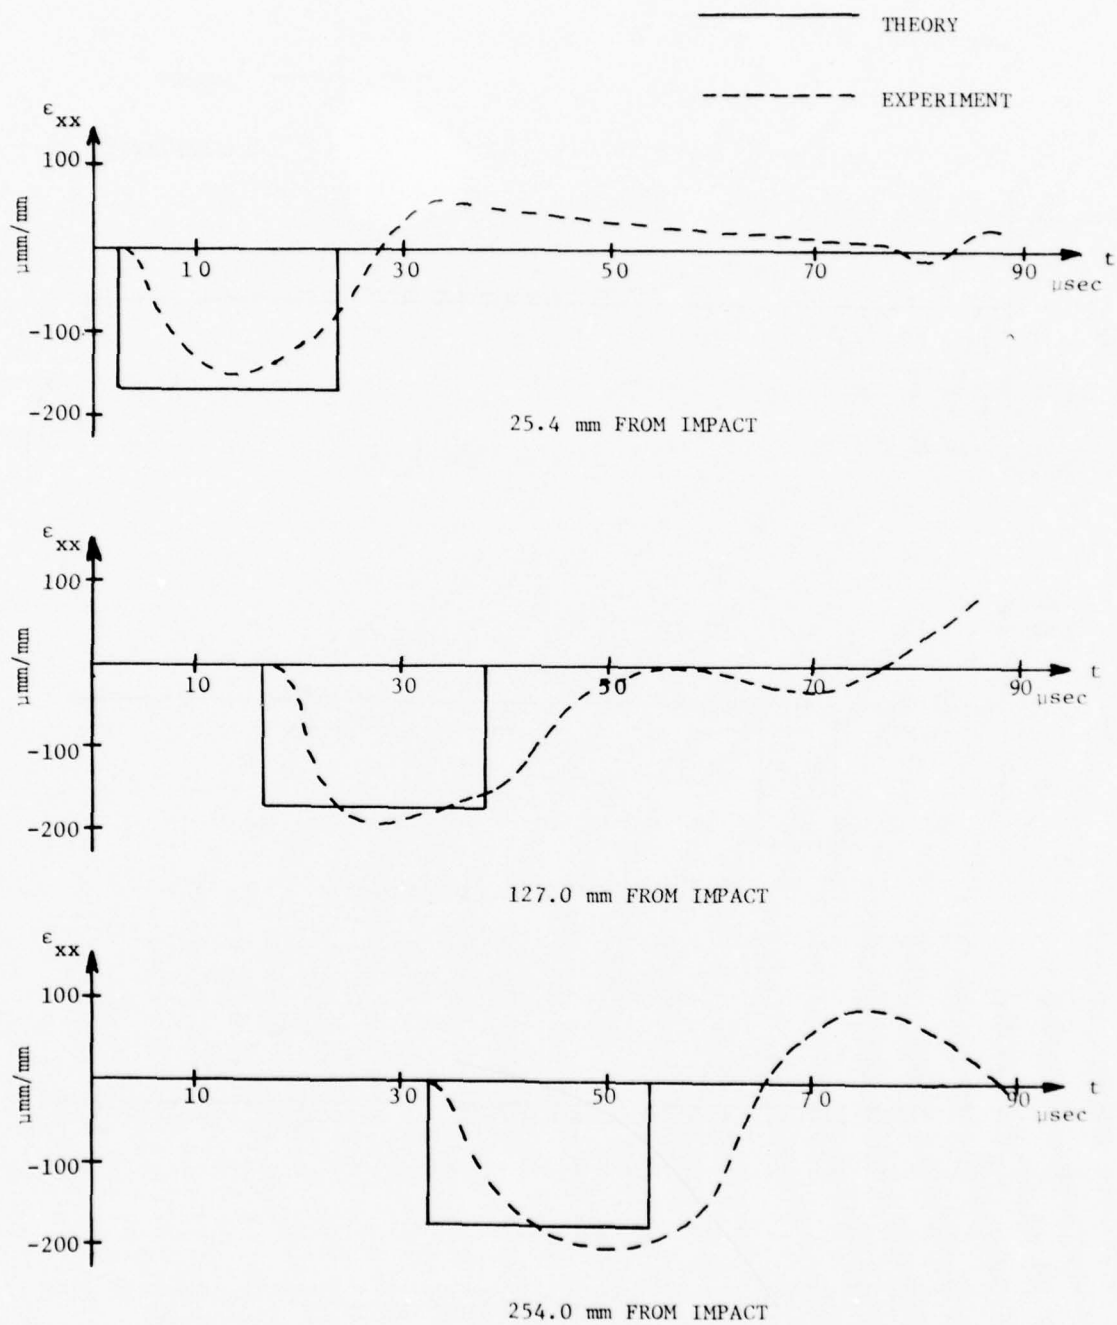 THEORY
EXPERIMENT
εxx
100
-100
-200
μmm/mm
10 30 50 70 90
t
μsec
25.4 mm FROM IMPACT
εxx
100
-100
-200
μmm/mm
10 30 50 70 90
t
μsec
127.0 mm FROM IMPACT
εxx
100
-100
-200
μmm/mm
10 30 50 70 90
t
μsec
254.0 mm FROM IMPACT